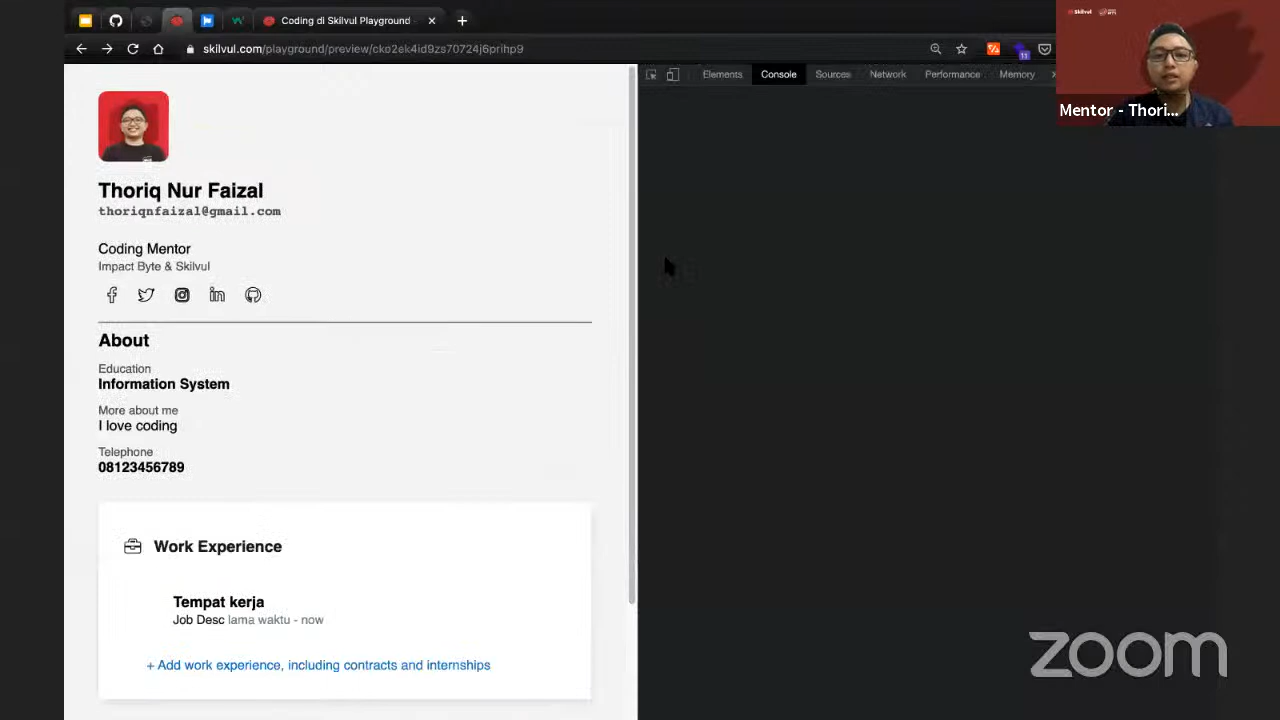 Coding di Skilvul Playground
skilvul.com/playground/preview/cko2ek4id9zs70724j6prihp9
11
Elements
Console
Sources
Network
Performance
Memory
Skilvul
Mentor - Thori...
Thoriq Nur Faizal
thoriqnfaizal@gmail.com
Coding Mentor
Impact Byte & Skilvul
About
Education
Information System
More about me
I love coding
Telephone
08123456789
Work Experience
Tempat kerja
Job Desc lama waktu - now
+ Add work experience, including contracts and internships
zoom